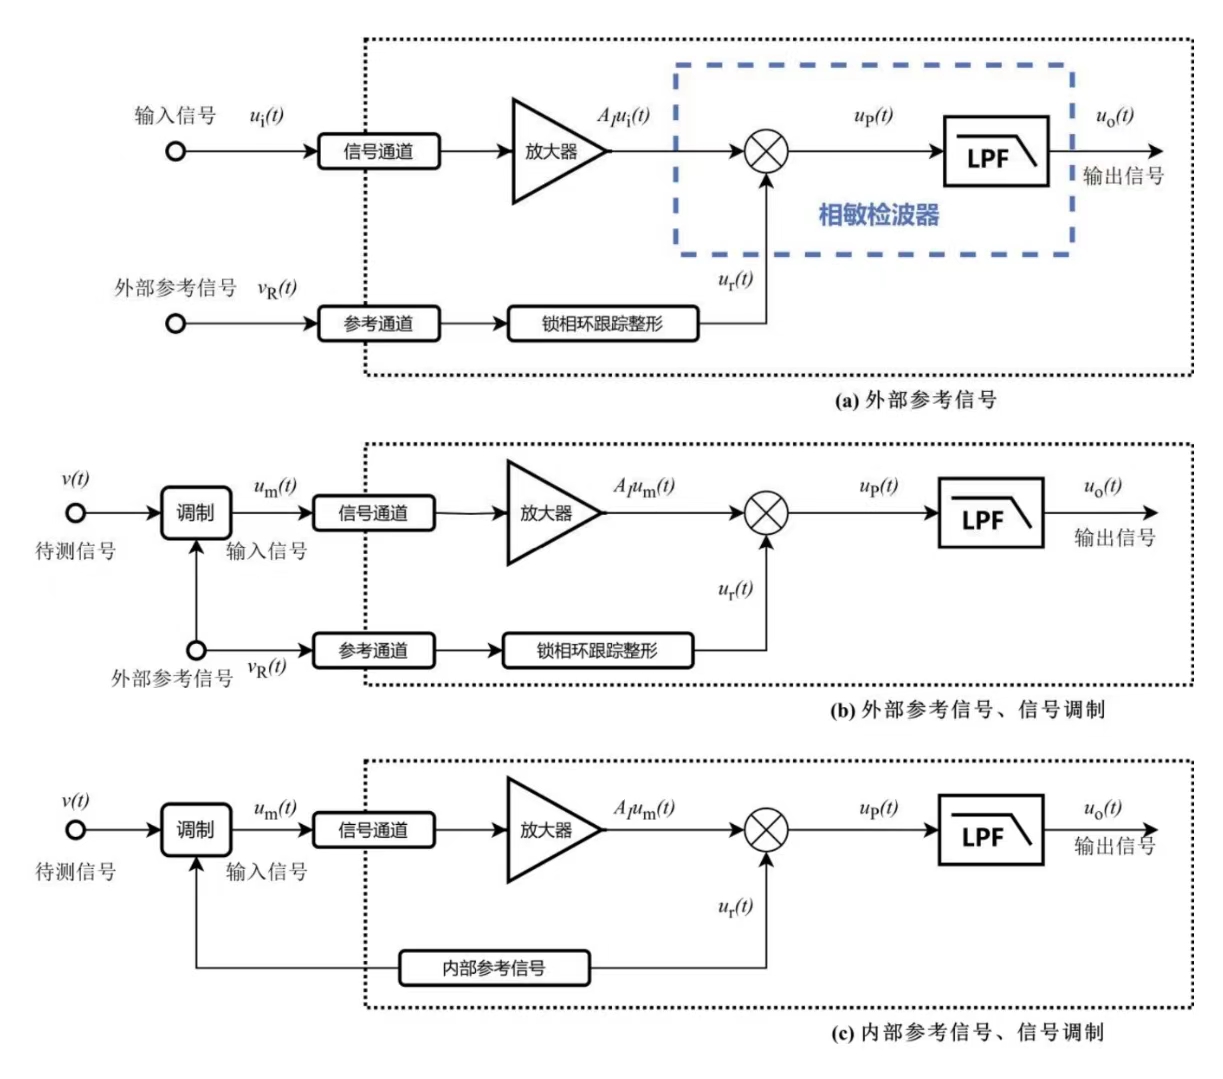 输入信号 uᵢ(t)
信号通道
放大器
A₁uᵢ(t)
u_P(t)
LPF
u_o(t)
输出信号
相敏检波器
外部参考信号 v_R(t)
参考通道
锁相环跟踪整形
u_r(t)
(a) 外部参考信号
v(t)
待测信号
调制
u_m(t)
输入信号
信号通道
放大器
A₁u_m(t)
u_P(t)
LPF
u_o(t)
输出信号
外部参考信号 v_R(t)
参考通道
锁相环跟踪整形
u_r(t)
(b) 外部参考信号、信号调制
v(t)
待测信号
调制
u_m(t)
输入信号
信号通道
放大器
A₁u_m(t)
u_P(t)
LPF
u_o(t)
输出信号
u_r(t)
内部参考信号
(c) 内部参考信号、信号调制